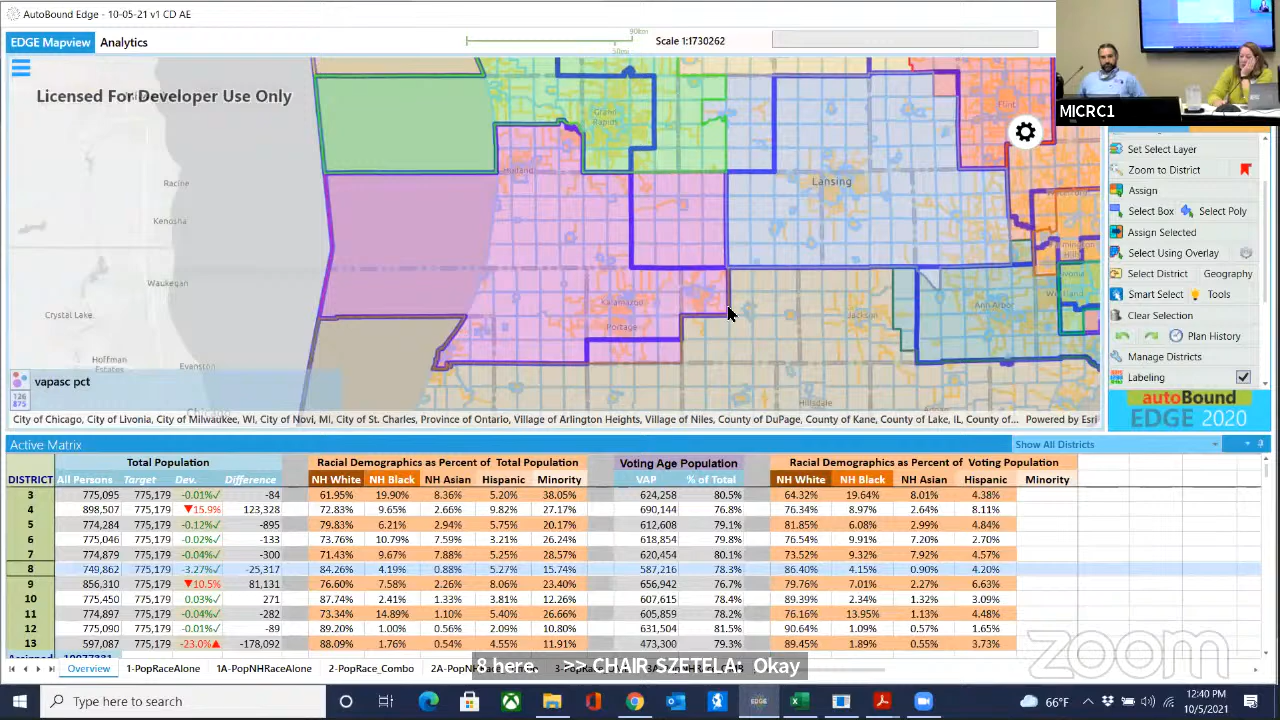 AutoBound Edge - 10-05-21 v1 CD AE
EDGE Mapview Analytics
90km
50mi
Scale 1:1730262
Licensed For Developer Use Only
MICRC1
Racine
Kenosha
Waukegan
Crystal Lake
Hoffman
Estates
Evanston
Chicago
Grand
Rapids
Holland
Lansing
Flint
Kalamazoo
Portage
Jackson
Ann Arbor
Hillsdale
Farmington
Hills
vapasc pct
City of Chicago, City of Livonia, City of Milwaukee, WI, City of Novi, MI, City of St. Charles, Province of Ontario, Village of Arlington Heights, Village of Niles, County of DuPage, County of Kane, County of Lake, IL, County of... Powered by Esri
Set Select Layer
Zoom to District
Assign
Select Box Select Poly
Assign Selected
Select Using Overlay
Select District Geography
Smart Select Tools
Clear Selection
Plan History
Manage Districts
Labeling
autoBound
EDGE 2020
Active Matrix Show All Districts
Total Population Racial Demographics as Percent of Total Population Voting Age Population Racial Demographics as Percent of Voting Population
DISTRICT All Persons Target Dev. Difference NH White NH Black NH Asian Hispanic Minority VAP % of Total NH White NH Black NH Asian Hispanic Minority
3 775,095 775,179 -0.01%✓ -84 61.95% 19.90% 8.36% 5.20% 38.05% 624,258 80.5% 64.32% 19.64% 8.01% 4.38%
4 898,507 775,179 ▼15.9% 123,328 72.83% 9.65% 2.66% 9.82% 27.17% 690,144 76.8% 76.34% 8.97% 2.64% 8.11%
5 774,284 775,179 -0.12%✓ -895 79.83% 6.21% 2.94% 5.75% 20.17% 612,608 79.1% 81.85% 6.08% 2.99% 4.84%
6 775,046 775,179 -0.02%✓ -133 73.76% 10.79% 7.59% 3.21% 26.24% 618,854 79.8% 76.54% 9.91% 7.20% 2.70%
7 774,879 775,179 -0.04%✓ -300 71.43% 9.67% 7.88% 5.25% 28.57% 620,454 80.1% 73.52% 9.32% 7.92% 4.57%
8 749,862 775,179 -3.27%✓ -25,317 84.26% 4.19% 0.88% 5.27% 15.74% 587,216 78.3% 86.40% 4.15% 0.90% 4.20%
9 856,310 775,179 ▼10.5% 81,131 76.60% 7.58% 2.26% 8.06% 23.40% 656,942 76.7% 79.76% 7.01% 2.27% 6.63%
10 775,450 775,179 0.03%✓ 271 87.74% 2.41% 1.33% 3.81% 12.26% 607,615 78.4% 89.39% 2.34% 1.32% 3.09%
11 774,897 775,179 -0.04%✓ -282 73.34% 14.89% 1.10% 5.40% 26.66% 605,859 78.2% 76.16% 13.95% 1.13% 4.48%
12 775,090 775,179 -0.01%✓ -89 89.20% 1.00% 0.56% 2.09% 10.80% 631,504 81.5% 90.64% 1.09% 0.57% 1.65%
13 597,087 775,179 -23.0%▲ -178,092 88.09% 1.76% 0.54% 4.55% 11.91% 473,300 79.3% 89.45% 1.89% 0.55% 3.73%
Overview 1-PopRaceAlone 1A-PopNHRaceAlone 2-PopRace_Combo
8 here. >> CHAIR SZETELA: Okay
zoom
Type here to search
66°F
12:40 PM
10/5/2021